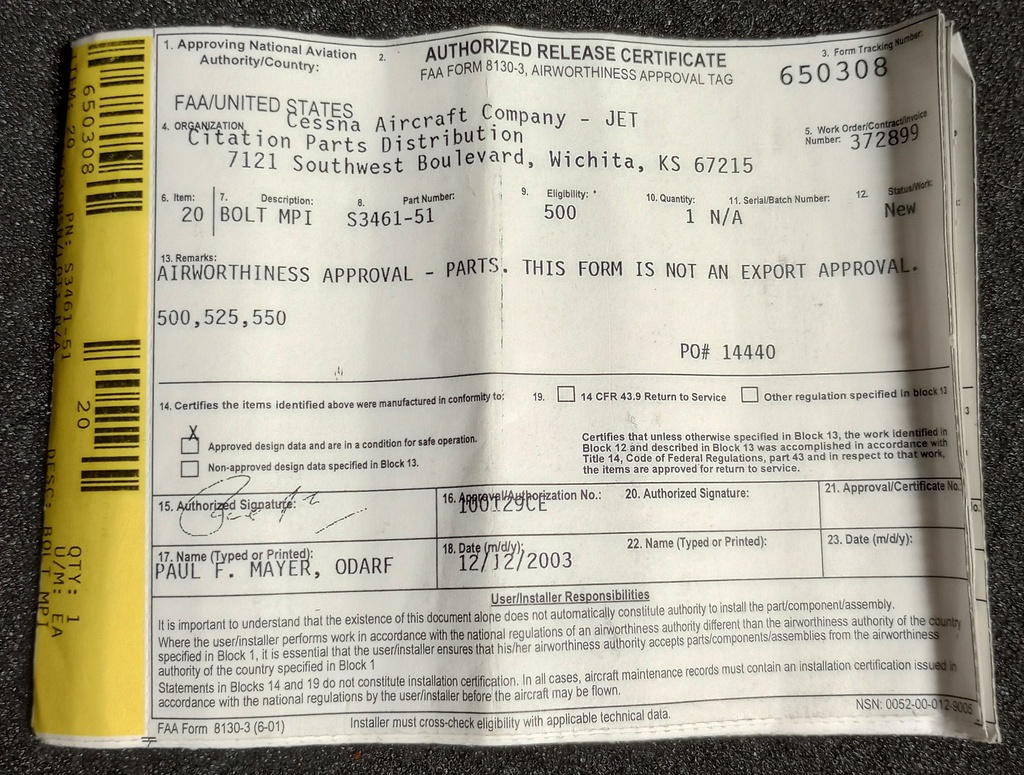 1. Approving National Aviation Authority/Country:
2.
AUTHORIZED RELEASE CERTIFICATE
FAA FORM 8130-3, AIRWORTHINESS APPROVAL TAG
3. Form Tracking Number:
650308
FAA/UNITED STATES
4. ORGANIZATION
Cessna Aircraft Company - JET
Citation Parts Distribution
7121 Southwest Boulevard, Wichita, KS 67215
5. Work Order/Contract/Invoice
Number: 372899
6. Item: 7. Description: 8. Part Number: 9. Eligibility: * 10. Quantity: 11. Serial/Batch Number: 12. Status/Work:
20 BOLT MPI S3461-51 500 1 N/A New
13. Remarks:
AIRWORTHINESS APPROVAL - PARTS. THIS FORM IS NOT AN EXPORT APPROVAL.
500,525,550
PO# 14440
14. Certifies the items identified above were manufactured in conformity to:
X
Approved design data and are in a condition for safe operation.
Non-approved design data specified in Block 13.
19. 14 CFR 43.9 Return to Service Other regulation specified in block 13
Certifies that unless otherwise specified in Block 13, the work identified in
Block 12 and described in Block 13 was accomplished in accordance with
Title 14, Code of Federal Regulations, part 43 and in respect to that work,
the items are approved for return to service.
15. Authorized Signature:
16. Approval/Authorization No.:
100129CE
20. Authorized Signature:
21. Approval/Certificate No.
17. Name (Typed or Printed):
PAUL F. MAYER, ODARF
18. Date (m/d/y):
12/12/2003
22. Name (Typed or Printed):
23. Date (m/d/y):
User/Installer Responsibilities
It is important to understand that the existence of this document alone does not automatically constitute authority to install the part/component/assembly.
Where the user/installer performs work in accordance with the national regulations of an airworthiness authority different than the airworthiness authority of the country
specified in Block 1, it is essential that the user/installer ensures that his/her airworthiness authority accepts parts/components/assemblies from the airworthiness
authority of the country specified in Block 1
Statements in Blocks 14 and 19 do not constitute installation certification. In all cases, aircraft maintenance records must contain an installation certification issued in
accordance with the national regulations by the user/installer before the aircraft may be flown.
NSN: 0052-00-012-9005
FAA Form 8130-3 (6-01)
Installer must cross-check eligibility with applicable technical data.
650308
20
PN: S3461-51
20
DESC: BOLT MPI
QTY: 1
U/M: EA